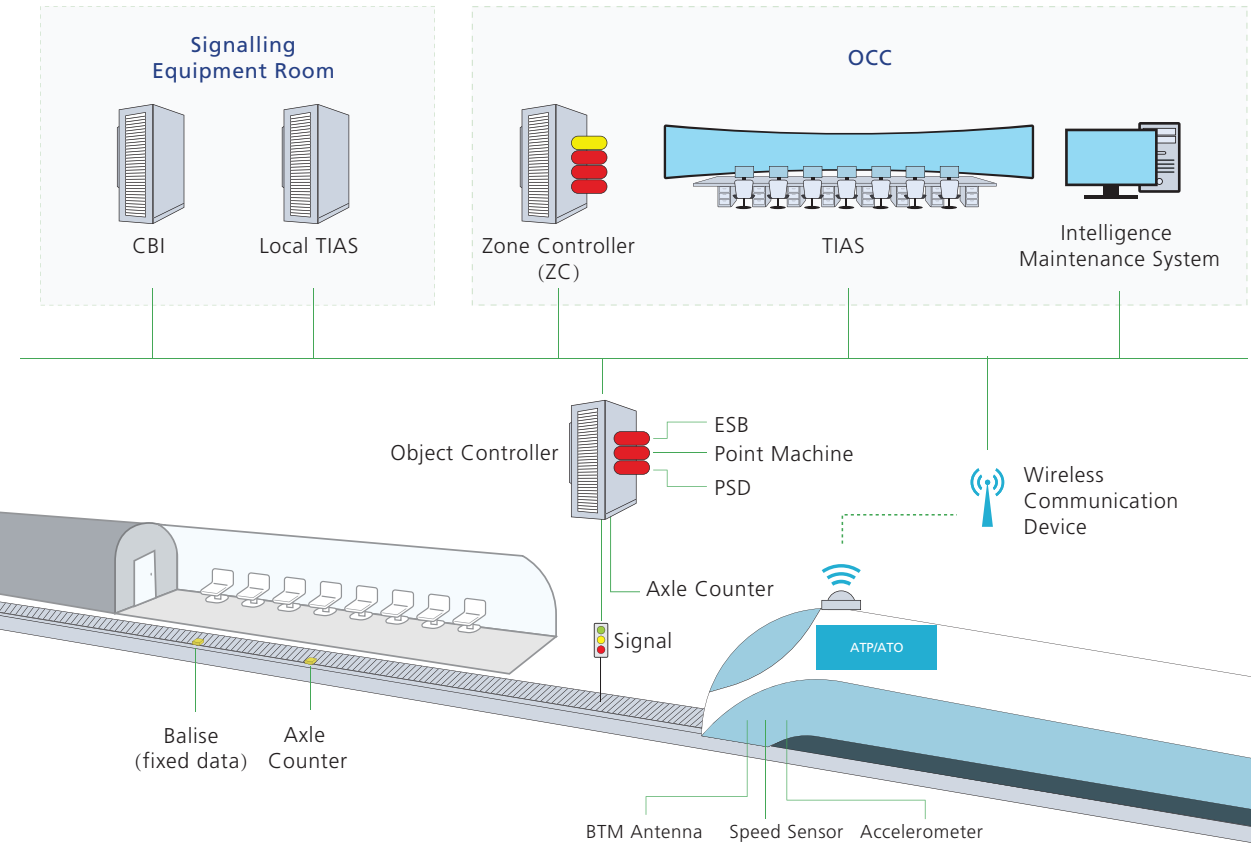 Signalling
Equipment Room
OCC
CBI
Local TIAS
Zone Controller
(ZC)
TIAS
Intelligence
Maintenance System
Object Controller
ESB
Point Machine
PSD
Wireless
Communication
Device
Axle Counter
Signal
ATP/ATO
Balise
(fixed data)
Axle
Counter
BTM Antenna
Speed Sensor
Accelerometer